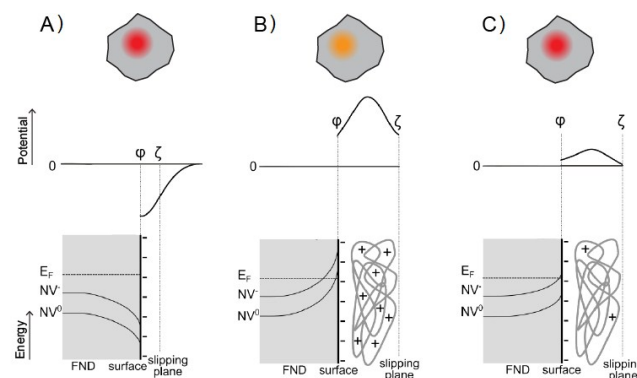 A)
B)
C)
Potential
0
φ
ζ
0
φ
ζ
0
φ
ζ
Energy
E_F
NV⁻
NV⁰
FND
surface
slipping
plane
E_F
NV⁻
NV⁰
FND
surface
slipping
plane
E_F
NV⁻
NV⁰
FND
surface
slippin
plane